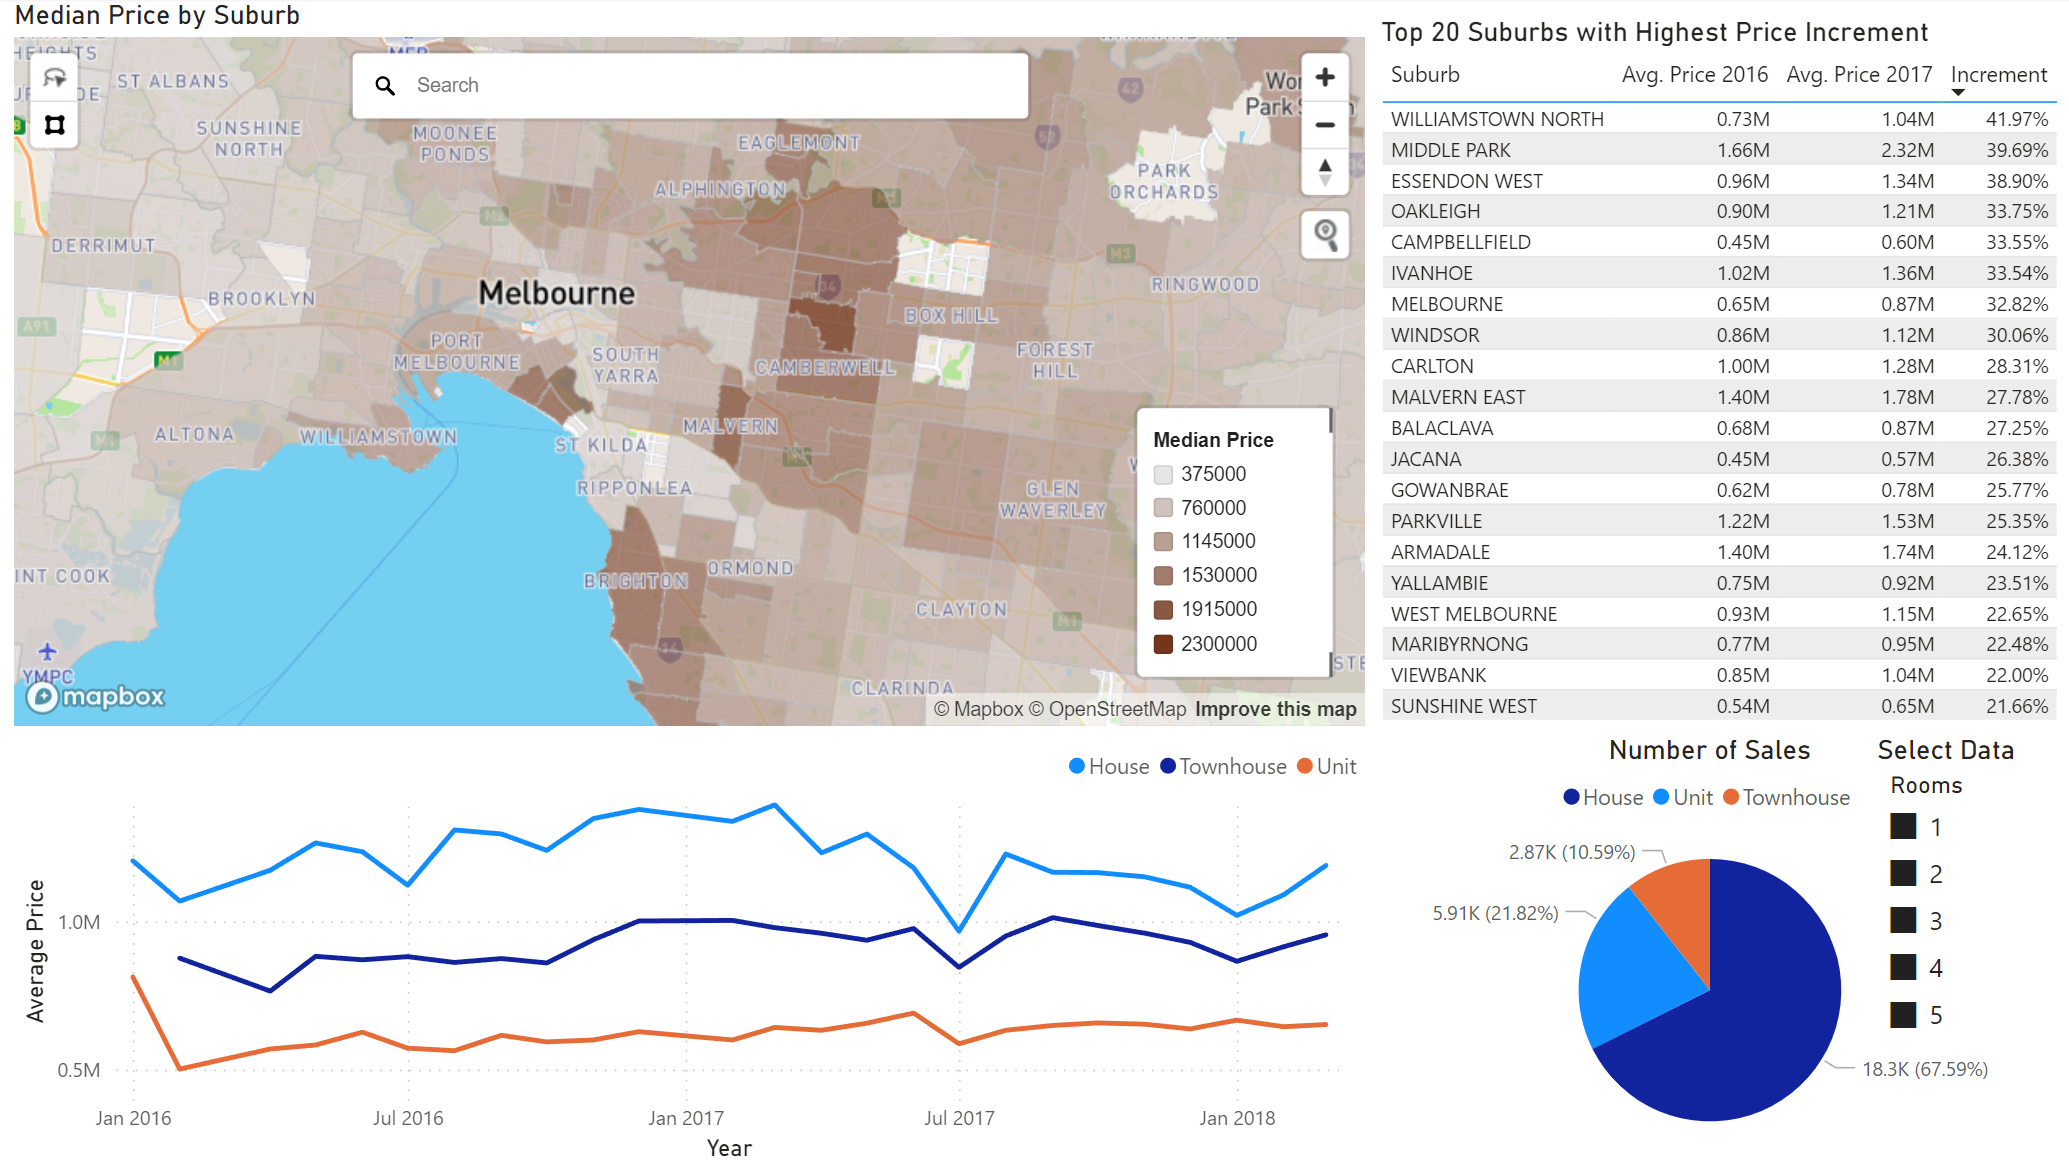 Median Price by Suburb
HEIGHTS
ST ALBANS
SUNSHINE
NORTH
MOONEE
PONDS
EAGLEMONT
ALPHINGTON
PARK
ORCHARDS
Search
42
52
34
M2
M3
DERRIMUT
BROOKLYN
Melbourne
RINGWOOD
A91
M1
PORT
MELBOURNE
SOUTH
YARRA
BOX HILL
CAMBERWELL
FOREST
HILL
ALTONA
WILLIAMSTOWN
ST KILDA
MALVERN
RIPPONLEA
GLEN
WAVERLEY
BRIGHTON
ORMOND
CLAYTON
M1
INT COOK
YMPC
CLARINDA
mapbox
© Mapbox © OpenStreetMap Improve this map
Median Price
375000
760000
1145000
1530000
1915000
2300000
Top 20 Suburbs with Highest Price Increment
Suburb Avg. Price 2016 Avg. Price 2017 Increment
WILLIAMSTOWN NORTH 0.73M 1.04M 41.97%
MIDDLE PARK 1.66M 2.32M 39.69%
ESSENDON WEST 0.96M 1.34M 38.90%
OAKLEIGH 0.90M 1.21M 33.75%
CAMPBELLFIELD 0.45M 0.60M 33.55%
IVANHOE 1.02M 1.36M 33.54%
MELBOURNE 0.65M 0.87M 32.82%
WINDSOR 0.86M 1.12M 30.06%
CARLTON 1.00M 1.28M 28.31%
MALVERN EAST 1.40M 1.78M 27.78%
BALACLAVA 0.68M 0.87M 27.25%
JACANA 0.45M 0.57M 26.38%
GOWANBRAE 0.62M 0.78M 25.77%
PARKVILLE 1.22M 1.53M 25.35%
ARMADALE 1.40M 1.74M 24.12%
YALLAMBIE 0.75M 0.92M 23.51%
WEST MELBOURNE 0.93M 1.15M 22.65%
MARIBYRNONG 0.77M 0.95M 22.48%
VIEWBANK 0.85M 1.04M 22.00%
SUNSHINE WEST 0.54M 0.65M 21.66%
House Townhouse Unit
Average Price
1.0M
0.5M
Jan 2016 Jul 2016 Jan 2017 Jul 2017 Jan 2018
Year
Number of Sales
House Unit Townhouse
2.87K (10.59%)
5.91K (21.82%)
18.3K (67.59%)
Select Data
Rooms
1
2
3
4
5